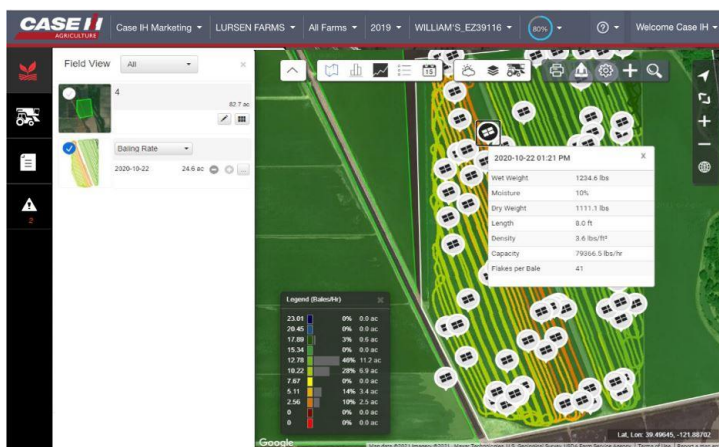 CASE IH
AGRICULTURE
Case IH Marketing
LURSEN FARMS
All Farms
2019
WILLIAM'S_EZ39116
80%
Welcome Case IH
Field View
All
×
4
82.7 ac
Baling Rate
2020-10-22
24.6 ac
2
15
2020-10-22 01:21 PM
X
Wet Weight 1234.6 lbs
Moisture 10%
Dry Weight 1111.1 lbs
Length 8.0 ft
Density 3.6 lbs/ft³
Capacity 79366.5 lbs/hr
Flakes per Bale 41
Legend (Bales/Hr)
23.01 0% 0.0 ac
20.45 0% 0.0 ac
17.89 3% 0.6 ac
15.34 0% 0.0 ac
12.78 46% 11.2 ac
10.22 28% 6.9 ac
7.67 0% 0.0 ac
5.11 14% 3.4 ac
2.56 10% 2.5 ac
0 0% 0.0 ac
0 0% 0.0 ac
Lat, Lon: 39.49645, -121.88702
Google